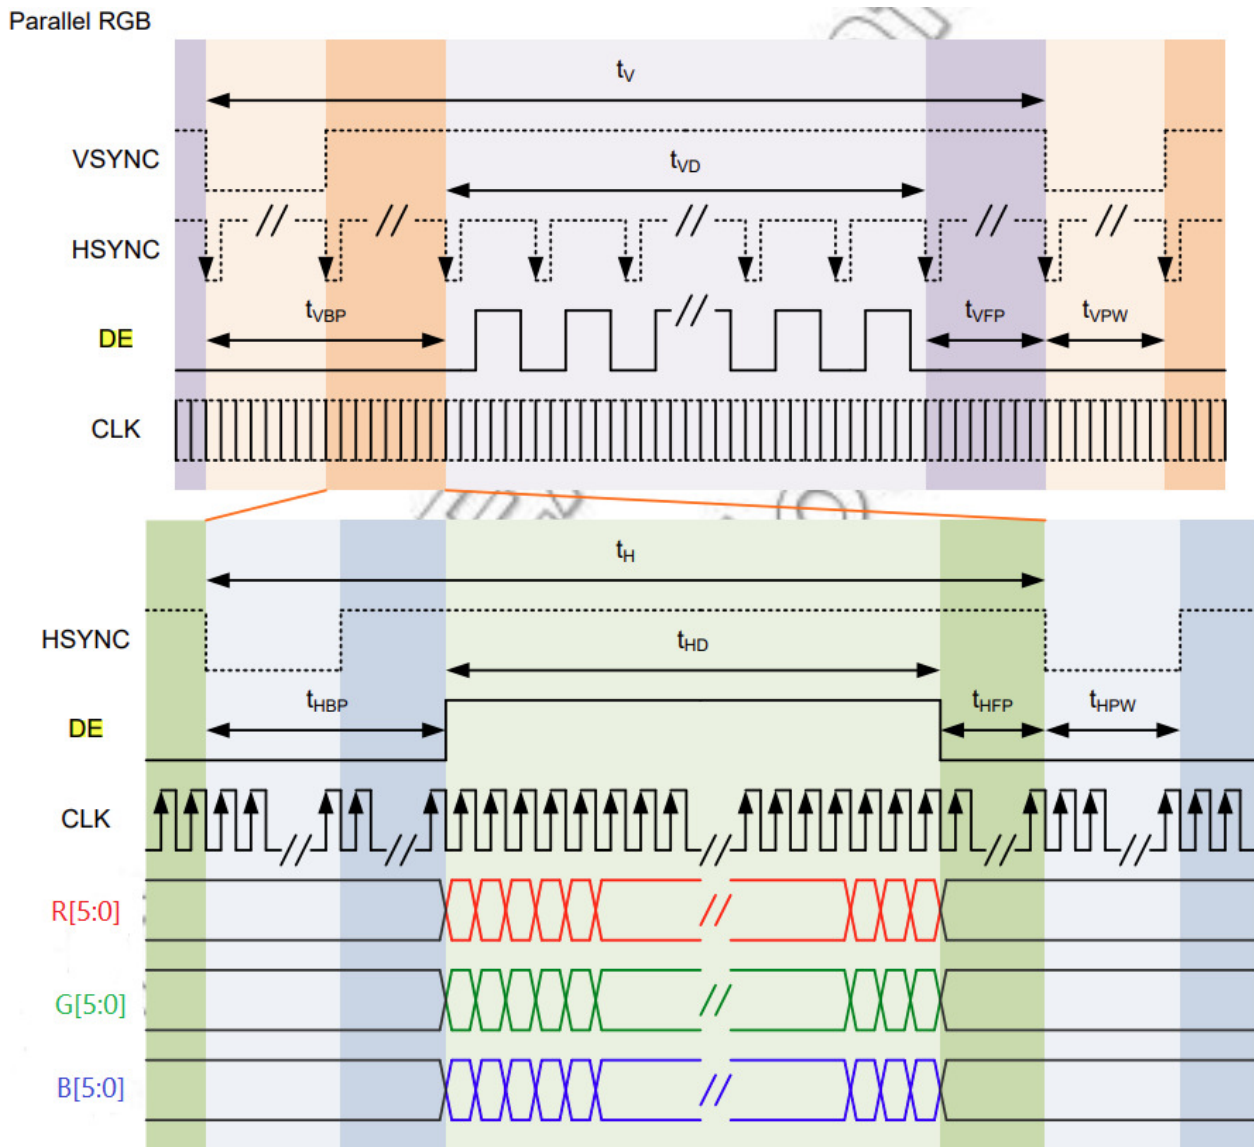 Parallel RGB
tV
VSYNC
tVD
HSYNC
tVBP
tVFP
tVPW
DE
CLK
tH
HSYNC
tHD
tHBP
tHFP
tHPW
DE
CLK
R[5:0]
G[5:0]
B[5:0]